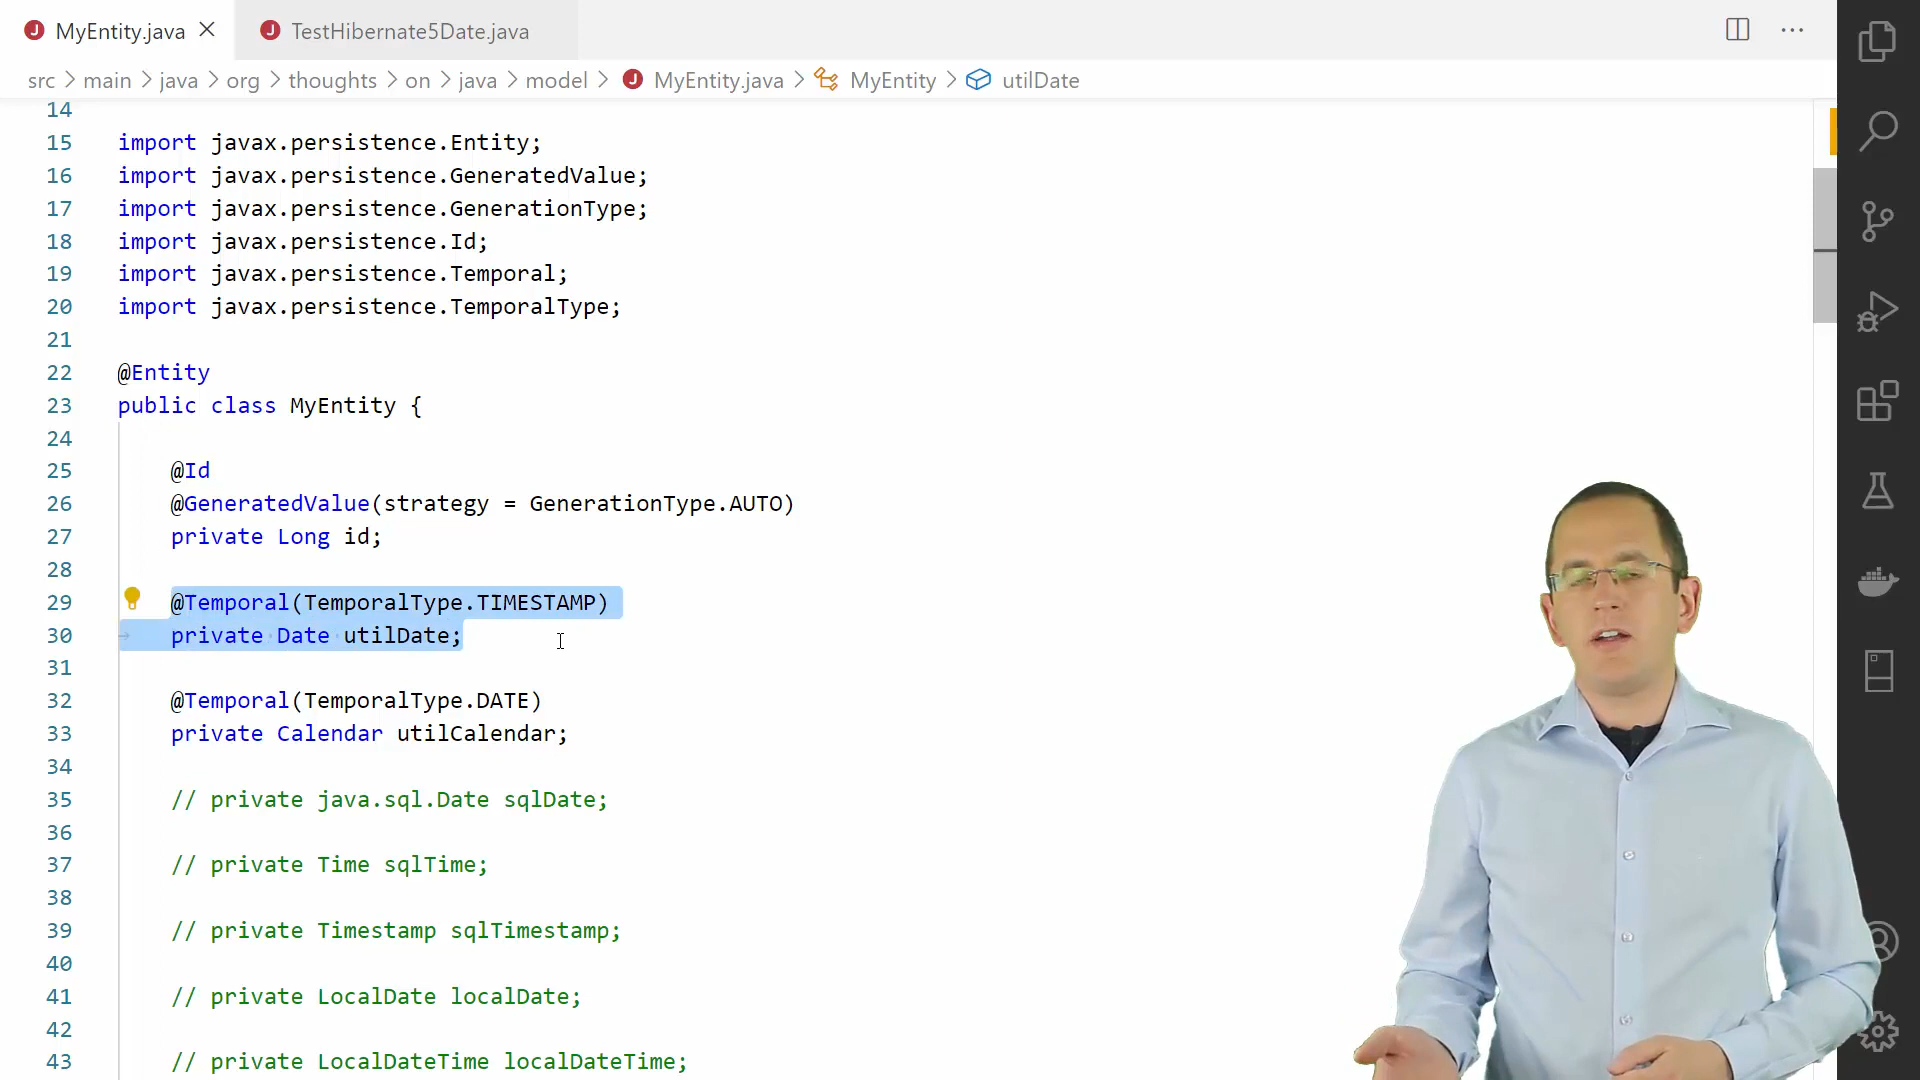 MyEntity.java
TestHibernate5Date.java
src > main > java > org > thoughts > on > java > model > MyEntity.java > MyEntity > utilDate
14
15 import javax.persistence.Entity;
16 import javax.persistence.GeneratedValue;
17 import javax.persistence.GenerationType;
18 import javax.persistence.Id;
19 import javax.persistence.Temporal;
20 import javax.persistence.TemporalType;
21
22 @Entity
23 public class MyEntity {
24
25 @Id
26 @GeneratedValue(strategy = GenerationType.AUTO)
27 private Long id;
28
29 @Temporal(TemporalType.TIMESTAMP)
30 private Date utilDate;
31
32 @Temporal(TemporalType.DATE)
33 private Calendar utilCalendar;
34
35 // private java.sql.Date sqlDate;
36
37 // private Time sqlTime;
38
39 // private Timestamp sqlTimestamp;
40
41 // private LocalDate localDate;
42
43 // private LocalDateTime localDateTime;